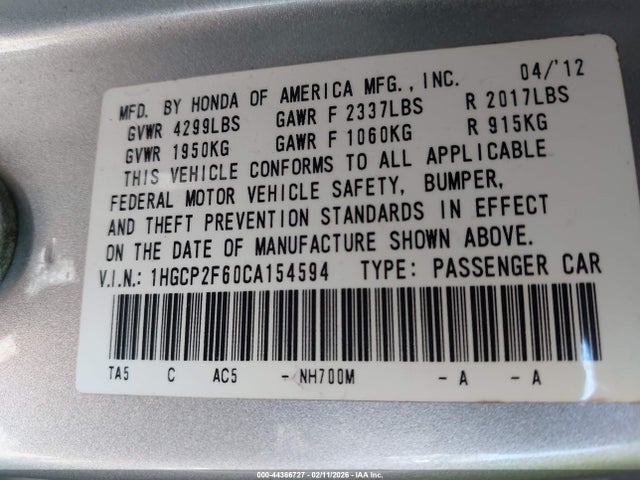 MFD. BY HONDA OF AMERICA MFG., INC. 04/'12
GVWR 4299LBS GAWR F 2337LBS R 2017LBS
GVWR 1950KG GAWR F 1060KG R 915KG
THIS VEHICLE CONFORMS TO ALL APPLICABLE
FEDERAL MOTOR VEHICLE SAFETY, BUMPER,
AND THEFT PREVENTION STANDARDS IN EFFECT
ON THE DATE OF MANUFACTURE SHOWN ABOVE.
V.I.N.: 1HGCP2F60CA154594 TYPE: PASSENGER CAR
TA5 C AC5 - NH700M - A - A
000-44366727 - 02/11/2026 - IAA Inc.